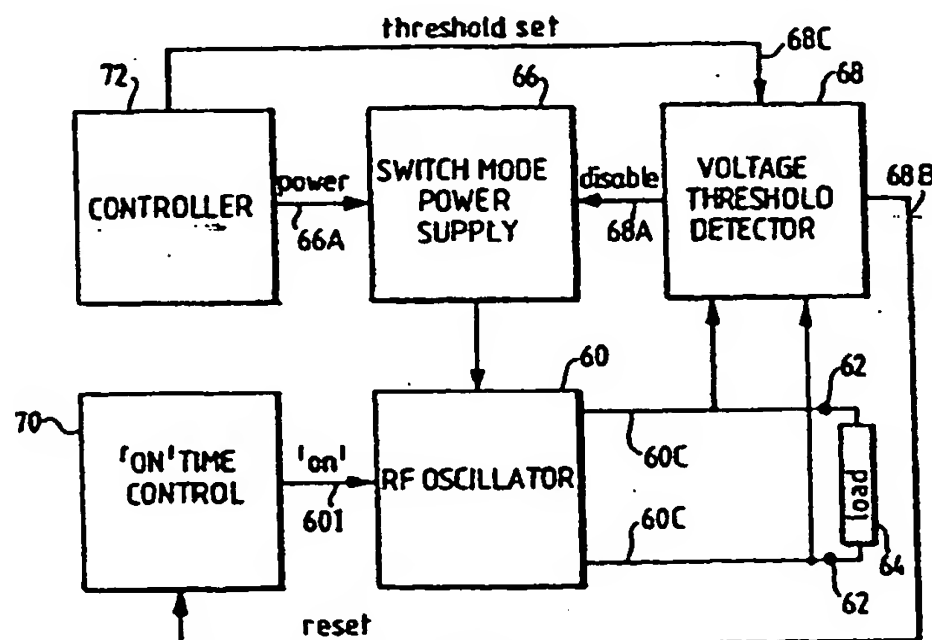 threshold set
68C
72
66
68
CONTROLLER
power
66A
SWITCH MODE
POWER
SUPPLY
disable
68A
VOLTAGE
THRESHOLD
DETECTOR
68B
60
62
70
'ON' TIME
CONTROL
'on'
60I
RF OSCILLATOR
60C
60C
load
64
62
reset